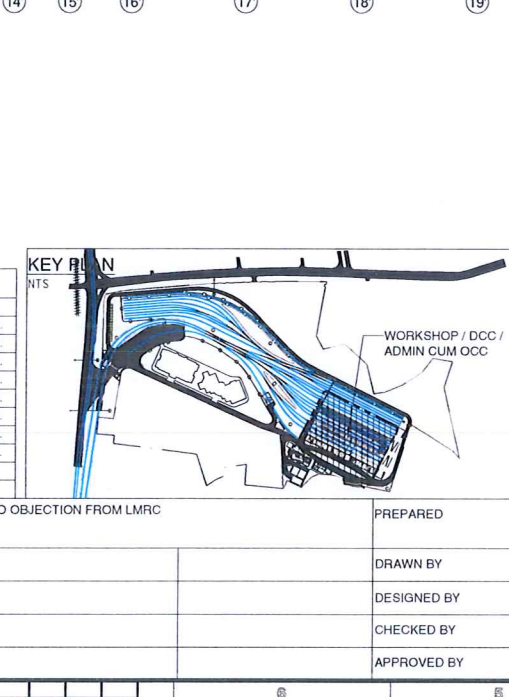 14 15 16 17 18 19
KEY PLAN
NTS
WORKSHOP / DCC /
ADMIN CUM OCC
O OBJECTION FROM LMRC
PREPARED
DRAWN BY
DESIGNED BY
CHECKED BY
APPROVED BY
6